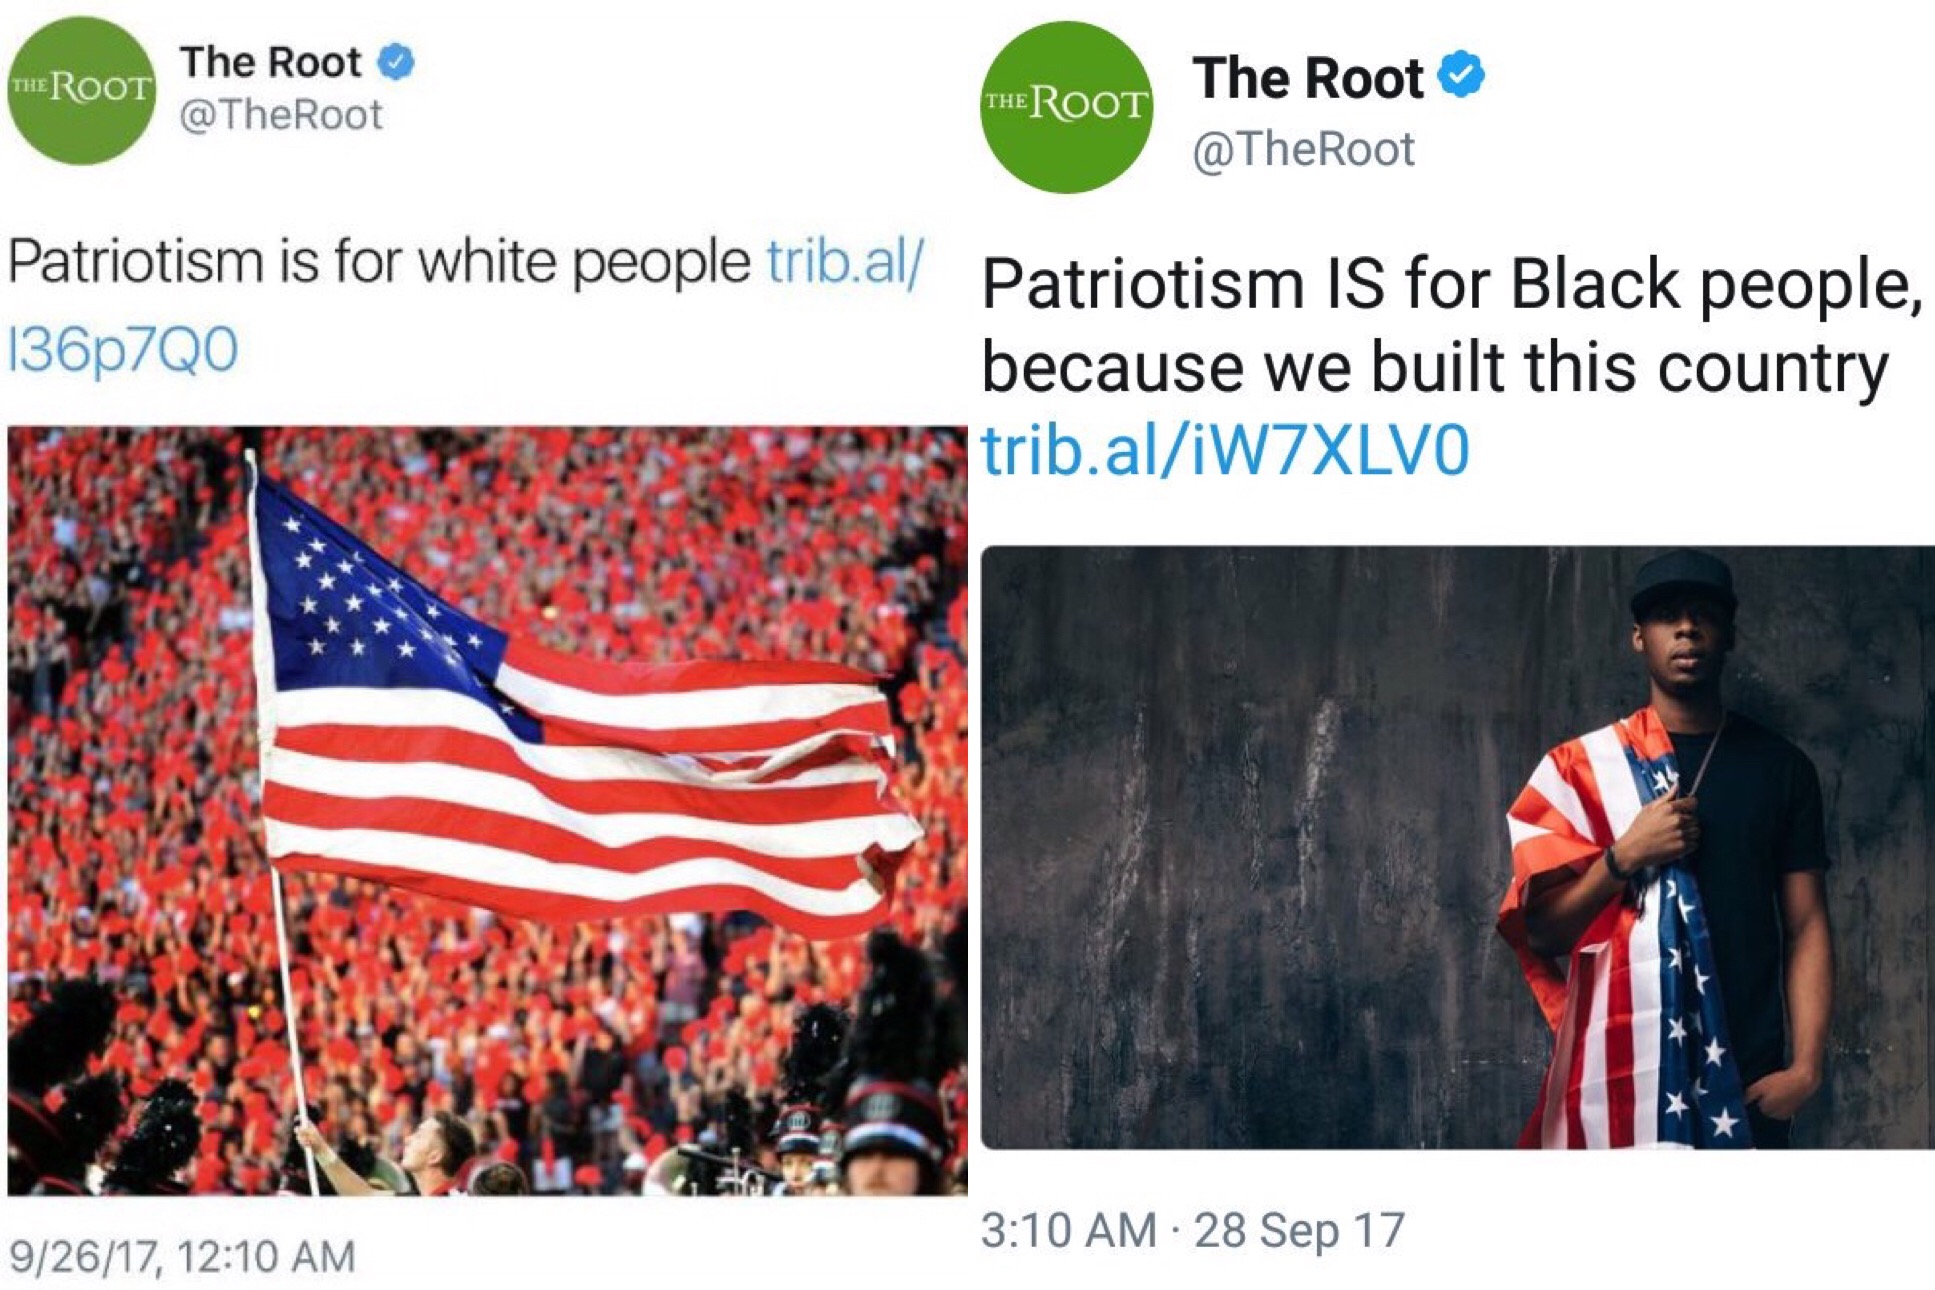 THE ROOT
The Root
@TheRoot
Patriotism is for white people trib.al/
l36p7Q0
9/26/17, 12:10 AM
THE ROOT
The Root
@TheRoot
Patriotism IS for Black people,
because we built this country
trib.al/iW7XLV0
3:10 AM · 28 Sep 17